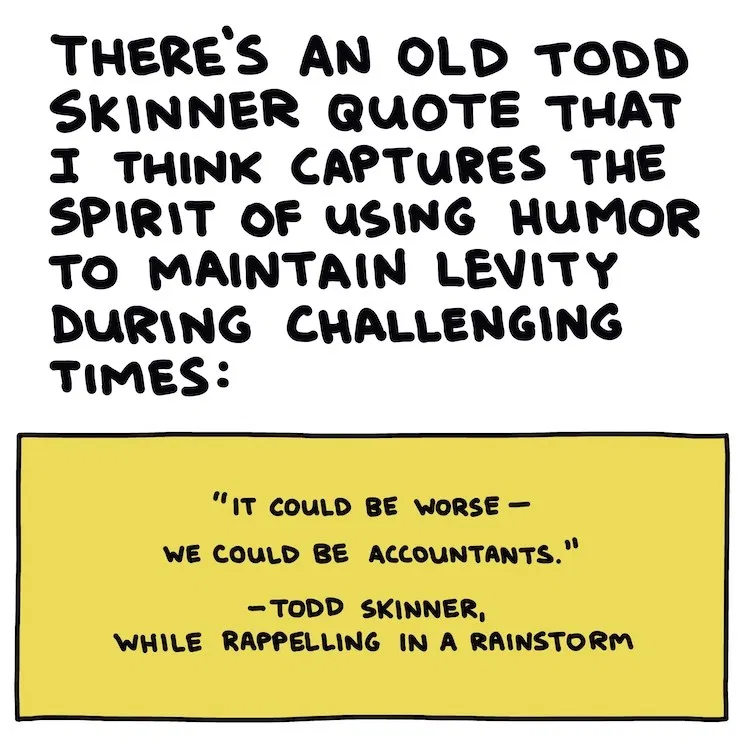 THERE'S AN OLD TODD
SKINNER QUOTE THAT
I THINK CAPTURES THE
SPIRIT OF USING HUMOR
TO MAINTAIN LEVITY
DURING CHALLENGING
TIMES:
"IT COULD BE WORSE —
WE COULD BE ACCOUNTANTS."
—TODD SKINNER,
WHILE RAPPELLING IN A RAINSTORM